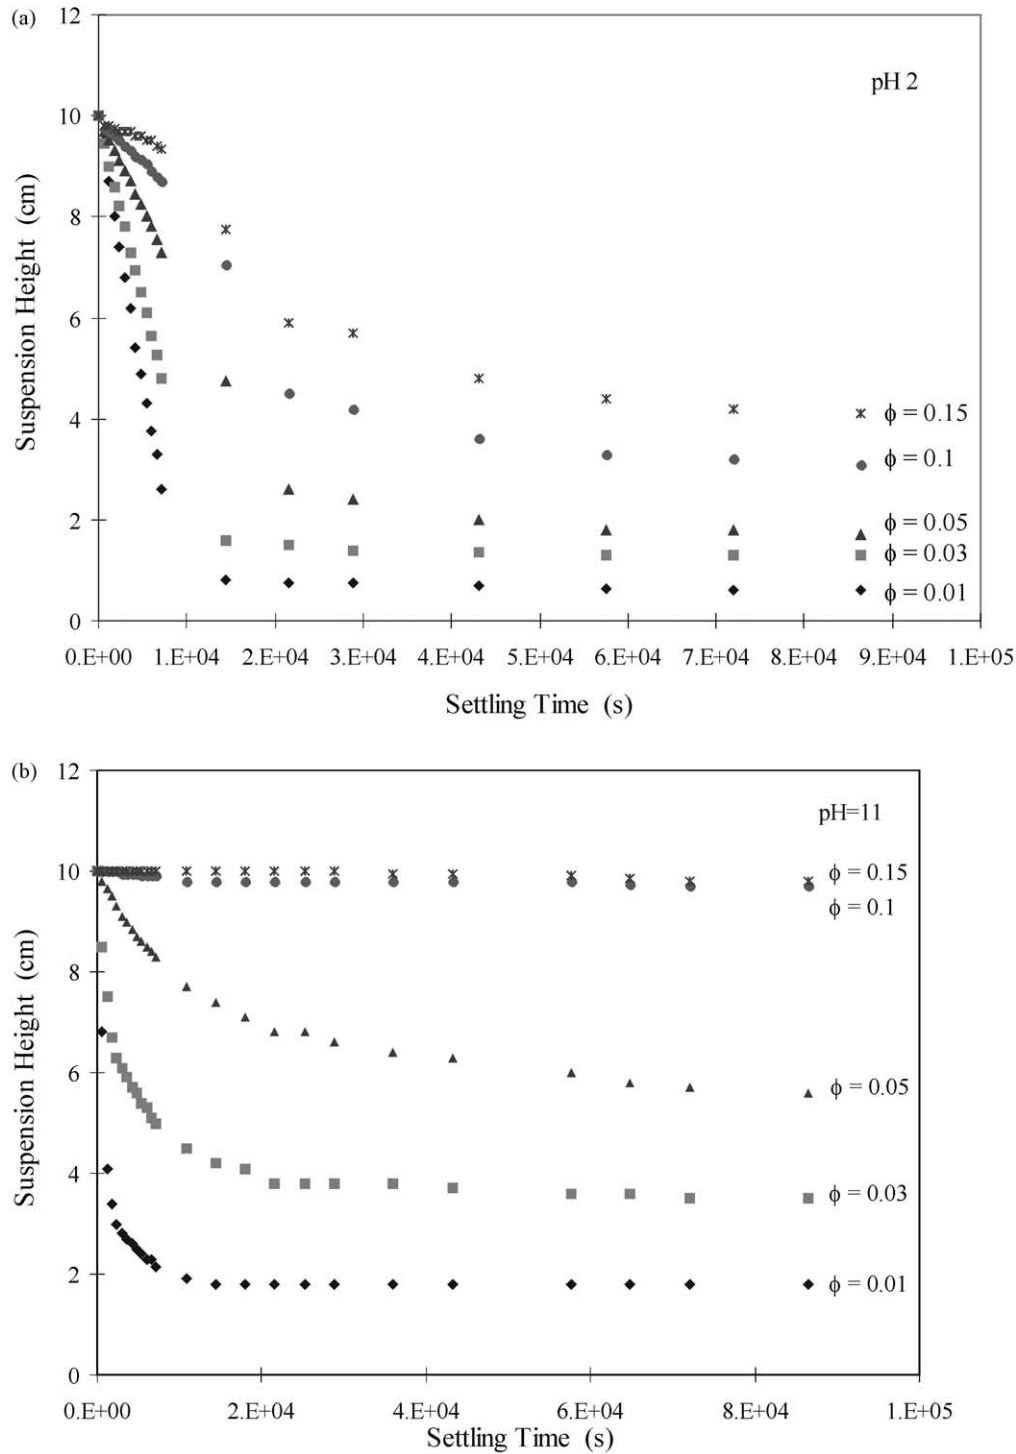 (a)
12
10
8
6
4
2
0
Suspension Height (cm)
pH 2
ϕ = 0.15
ϕ = 0.1
ϕ = 0.05
ϕ = 0.03
ϕ = 0.01
0.E+00 1.E+04 2.E+04 3.E+04 4.E+04 5.E+04 6.E+04 7.E+04 8.E+04 9.E+04 1.E+05
Settling Time (s)
(b)
12
10
8
6
4
2
0
Suspension Height (cm)
pH=11
ϕ = 0.15
ϕ = 0.1
ϕ = 0.05
ϕ = 0.03
ϕ = 0.01
0.E+00 2.E+04 4.E+04 6.E+04 8.E+04 1.E+05
Settling Time (s)